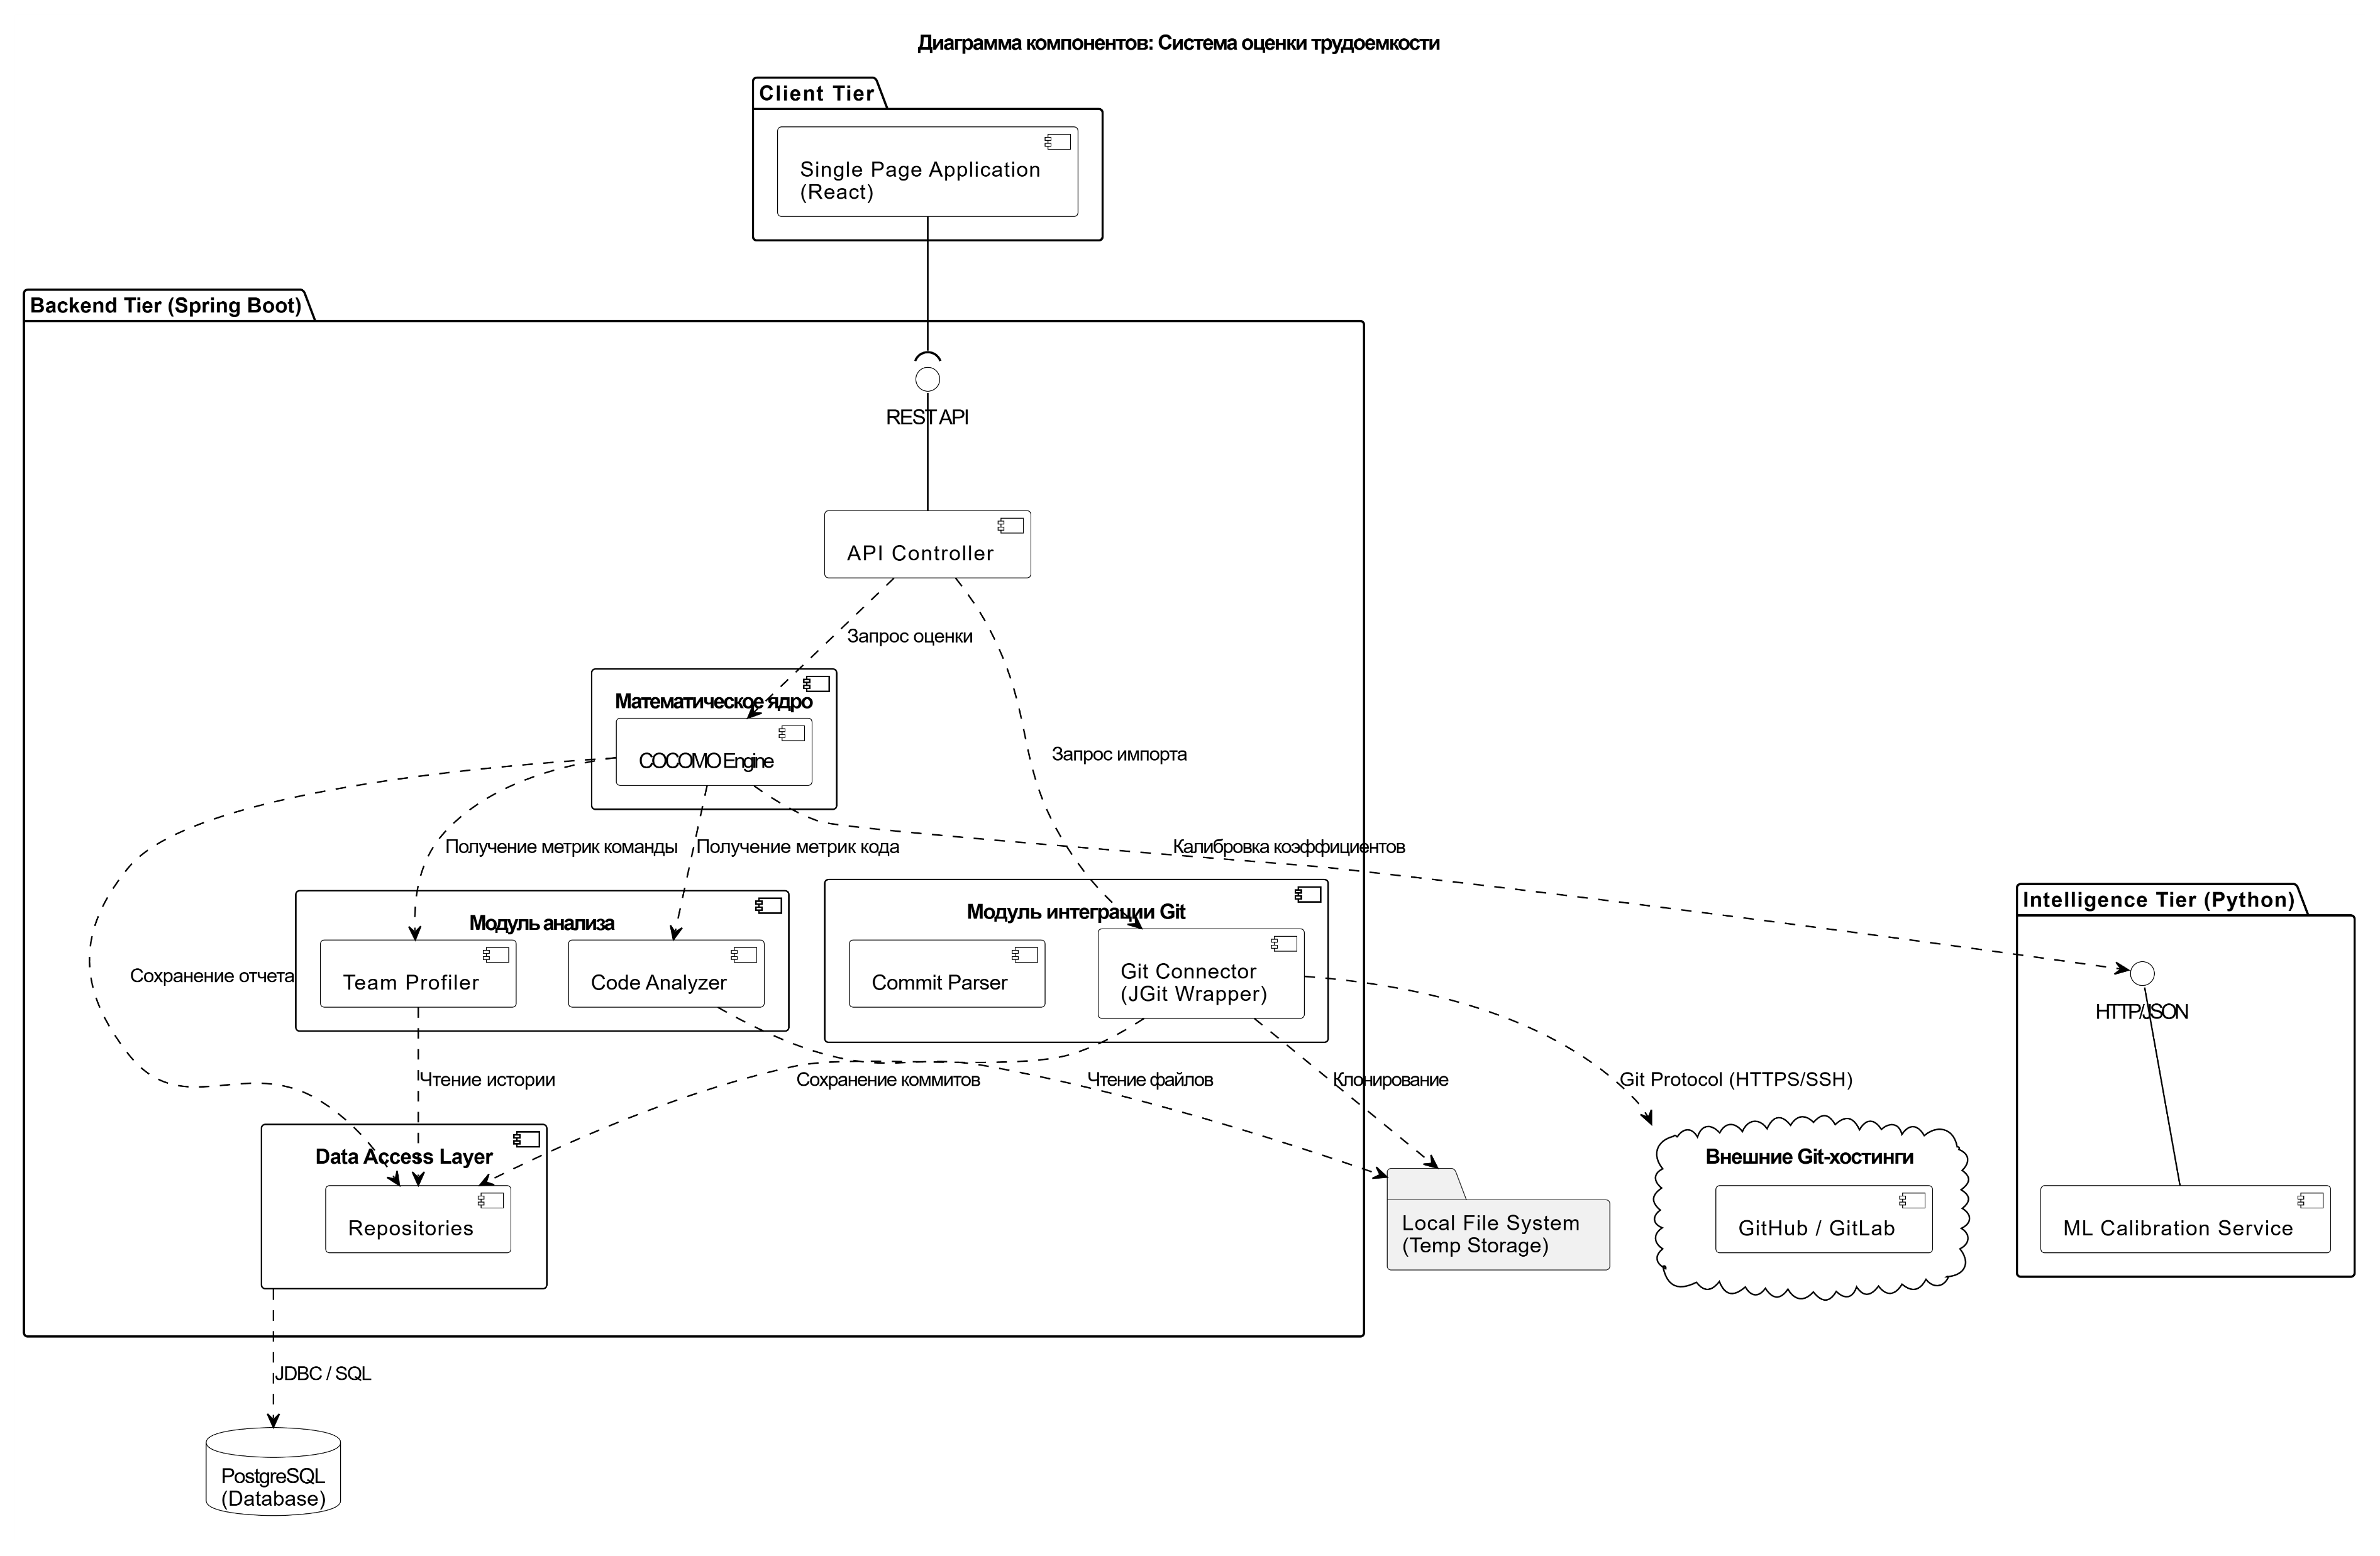 Диаграмма компонентов: Система оценки трудоемкости
Client Tier
Single Page Application
(React)
Backend Tier (Spring Boot)
REST API
API Controller
Запрос оценки
Математическое ядро
COCOMO Engine
Запрос импорта
Получение метрик команды
Получение метрик кода
Калибровка коэффициентов
Модуль анализа
Team Profiler
Code Analyzer
Модуль интеграции Git
Commit Parser
Git Connector
(JGit Wrapper)
Intelligence Tier (Python)
HTTP/JSON
Сохранение отчета
Чтение истории
Сохранение коммитов
Чтение файлов
Клонирование
Git Protocol (HTTPS/SSH)
Data Access Layer
Repositories
Local File System
(Temp Storage)
Внешние Git-хостинги
GitHub / GitLab
ML Calibration Service
JDBC / SQL
PostgreSQL
(Database)